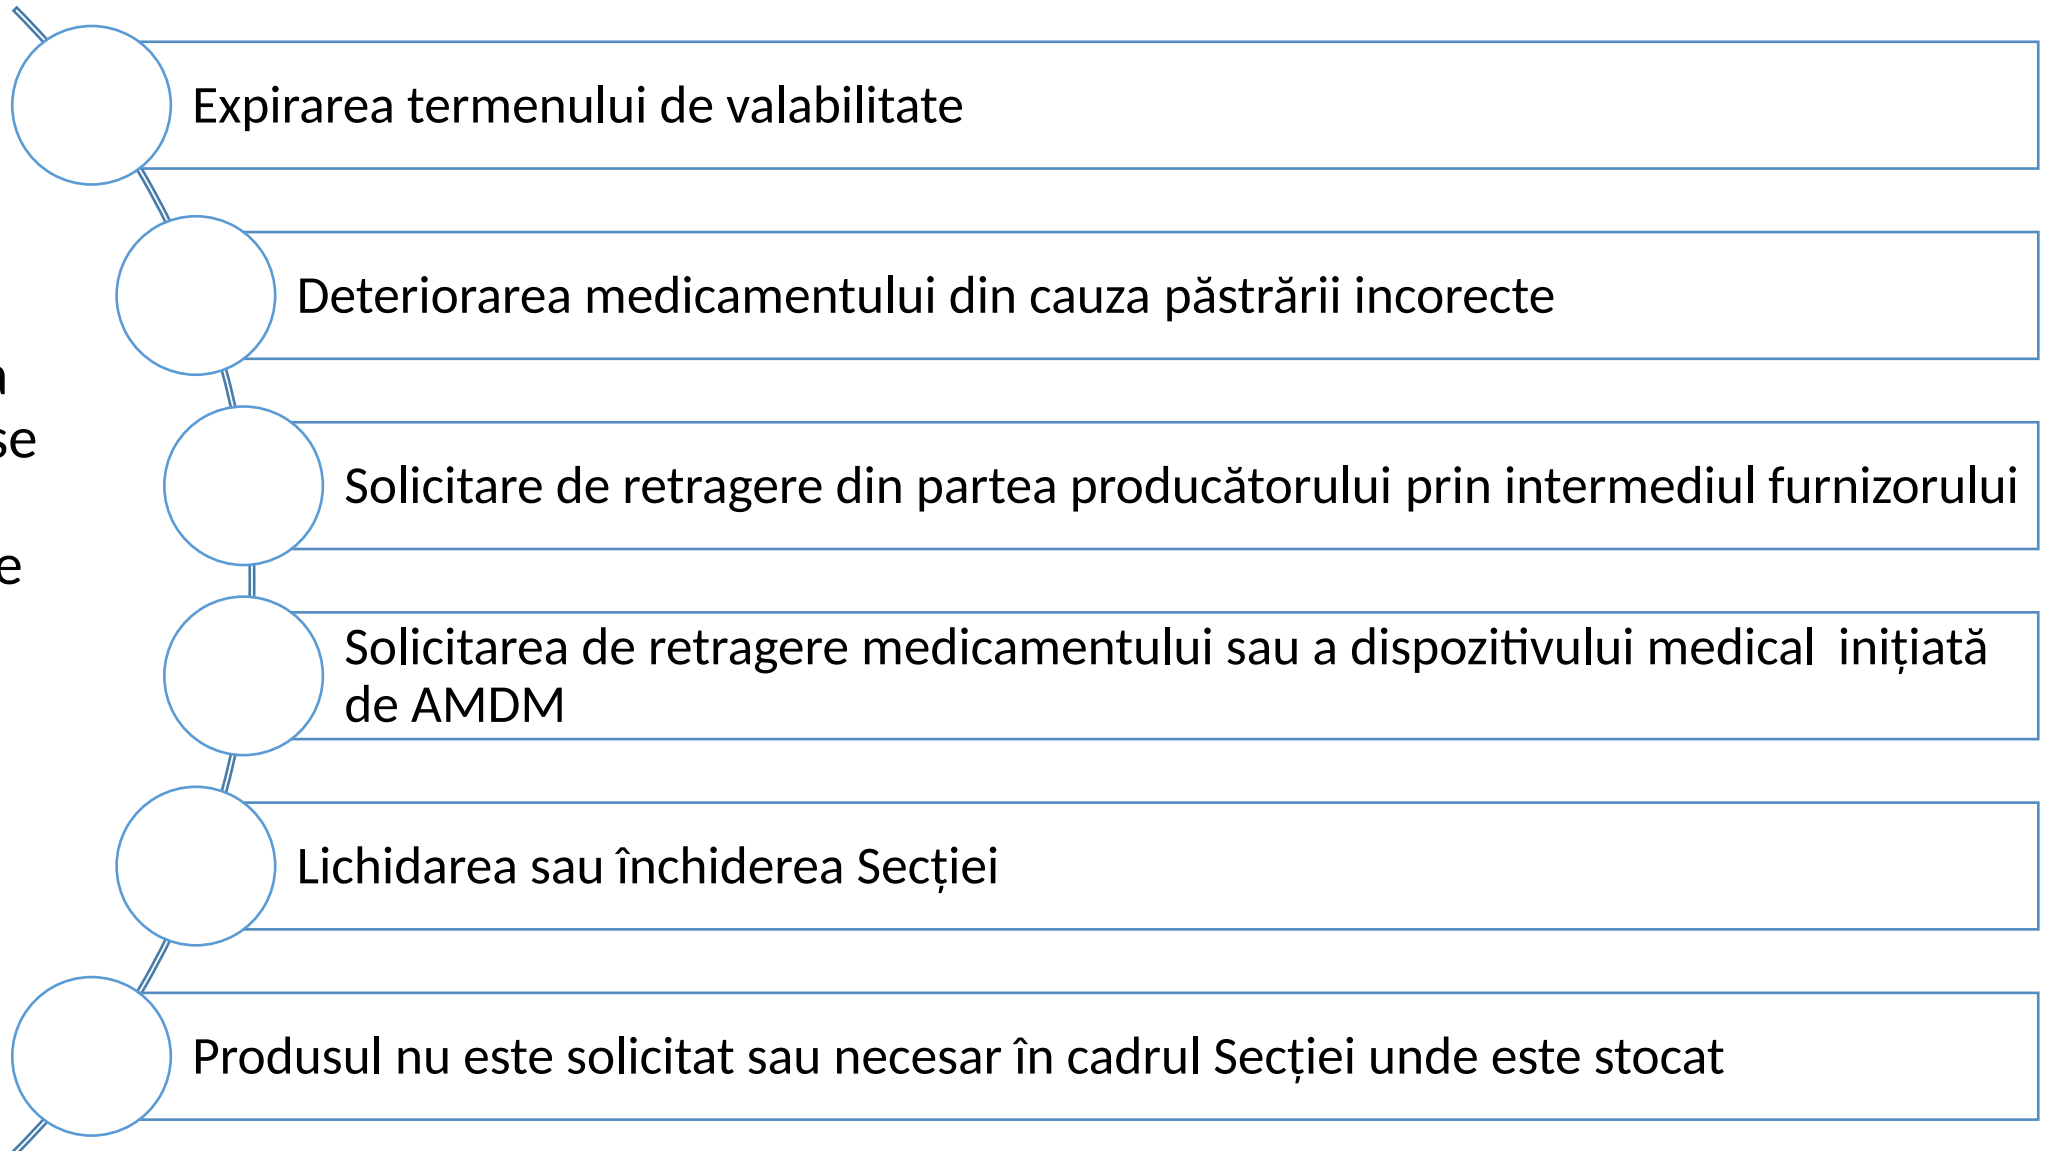 Expirarea termenului de valabilitate
Deteriorarea medicamentului din cauza păstrării incorecte
Solicitare de retragere din partea producătorului prin intermediul furnizorului
Solicitarea de retragere medicamentului sau a dispozitivului medical  inițiată
de AMDM
Lichidarea sau închiderea Secției
Produsul nu este solicitat sau necesar în cadrul Secției unde este stocat